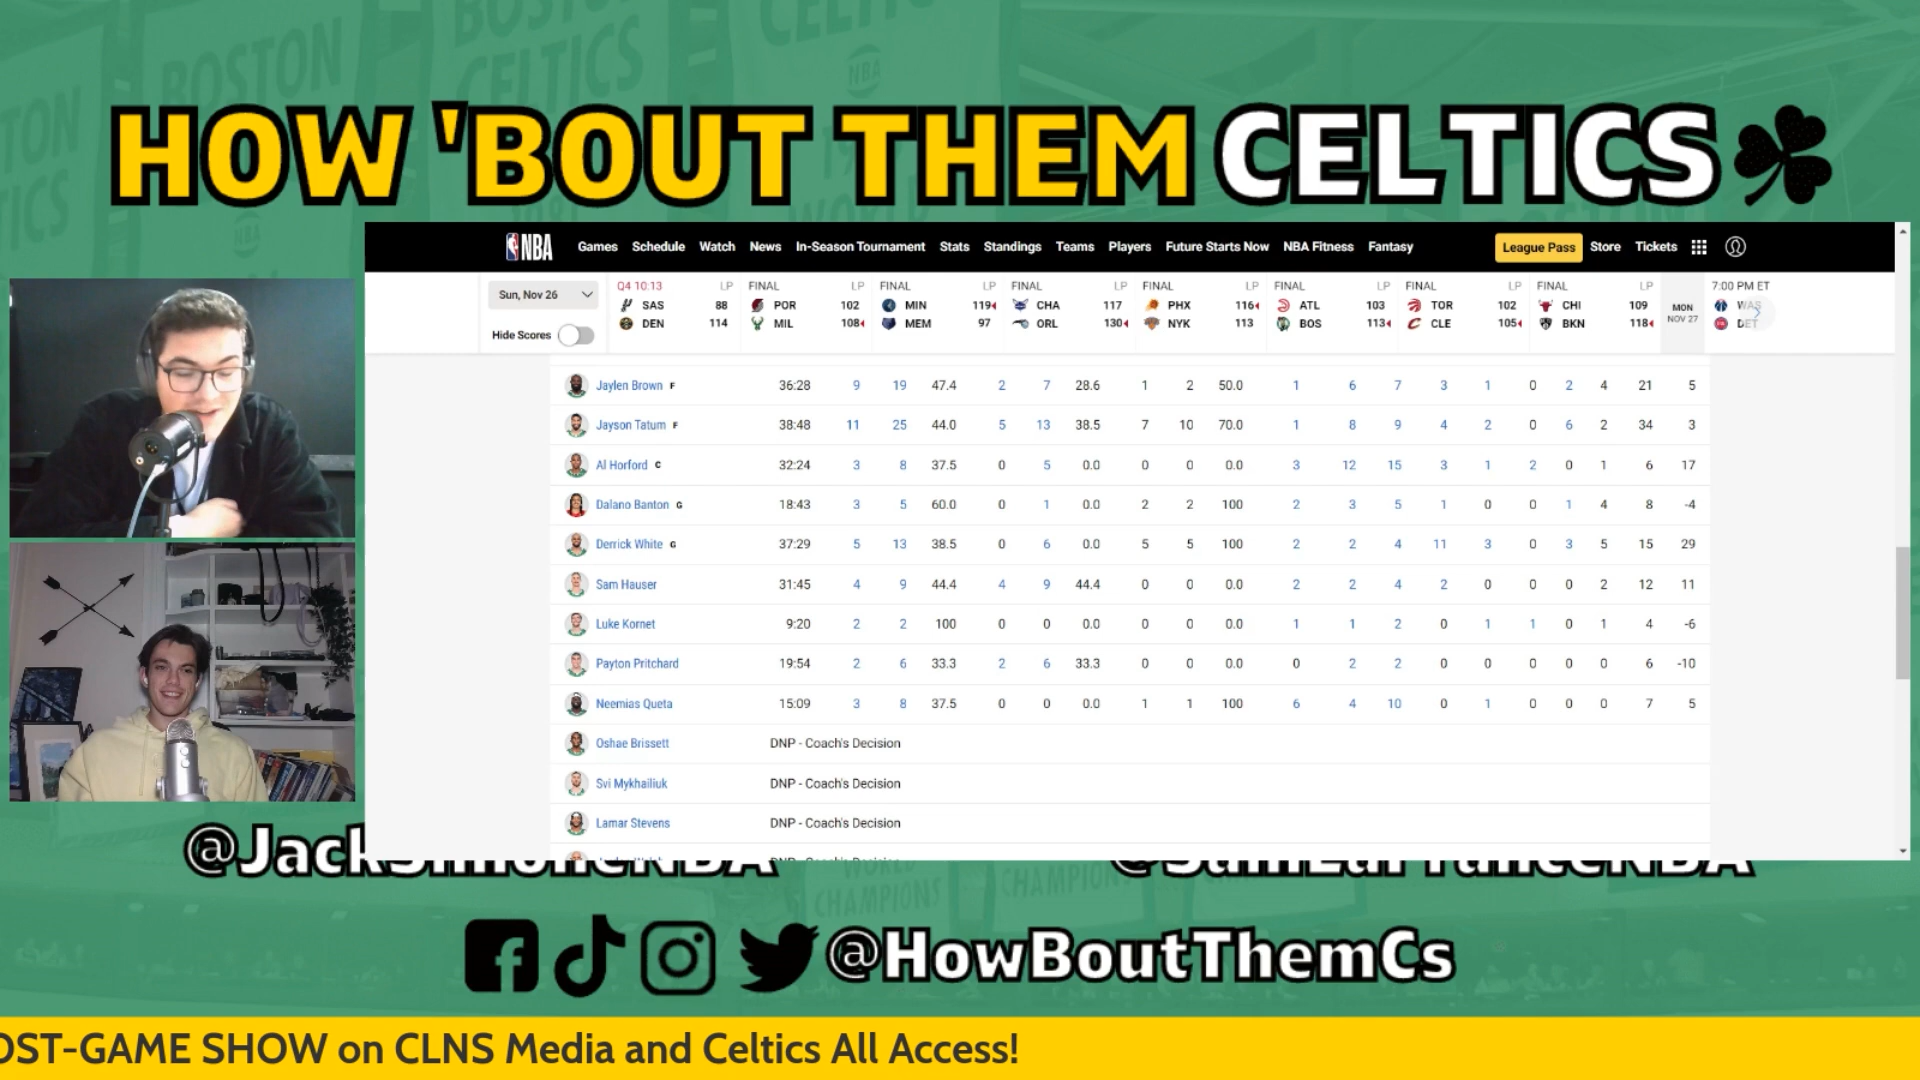 HOW 'BOUT THEM CELTICS
NBA Games Schedule Watch News In-Season Tournament Stats Standings Teams Players Future Starts Now NBA Fitness Fantasy League Pass Store Tickets
Sun, Nov 26
Hide Scores
Q4 10:13 LP
SAS 88
DEN 114
FINAL LP
POR 102
MIL 108
FINAL LP
MIN 119
MEM 97
FINAL LP
CHA 117
ORL 130
FINAL LP
PHX 116
NYK 113
FINAL LP
ATL 103
BOS 113
FINAL LP
TOR 102
CLE 105
FINAL LP
CHI 109
BKN 118
MON
NOV 27
7:00 PM ET
WAS
DET
Jaylen Brown F 36:28 9 19 47.4 2 7 28.6 1 2 50.0 1 6 7 3 1 0 2 4 21 5
Jayson Tatum F 38:48 11 25 44.0 5 13 38.5 7 10 70.0 1 8 9 4 2 0 6 2 34 3
Al Horford C 32:24 3 8 37.5 0 5 0.0 0 0 0.0 3 12 15 3 1 2 0 1 6 17
Dalano Banton G 18:43 3 5 60.0 0 1 0.0 2 2 100 2 3 5 1 0 0 1 4 8 -4
Derrick White G 37:29 5 13 38.5 0 6 0.0 5 5 100 2 2 4 11 3 0 3 5 15 29
Sam Hauser 31:45 4 9 44.4 4 9 44.4 0 0 0.0 2 2 4 2 0 0 0 2 12 11
Luke Kornet 9:20 2 2 100 0 0 0.0 0 0 0.0 1 1 2 0 1 1 0 1 4 -6
Payton Pritchard 19:54 2 6 33.3 2 6 33.3 0 0 0.0 0 2 2 0 0 0 0 0 6 -10
Neemias Queta 15:09 3 8 37.5 0 0 0.0 1 1 100 6 4 10 0 1 0 0 0 7 5
Oshae Brissett DNP - Coach's Decision
Svi Mykhailiuk DNP - Coach's Decision
Lamar Stevens DNP - Coach's Decision
@JackSimoneNBA @SamLaFranceNBA
@HowBoutThemCs
OST-GAME SHOW on CLNS Media and Celtics All Access!